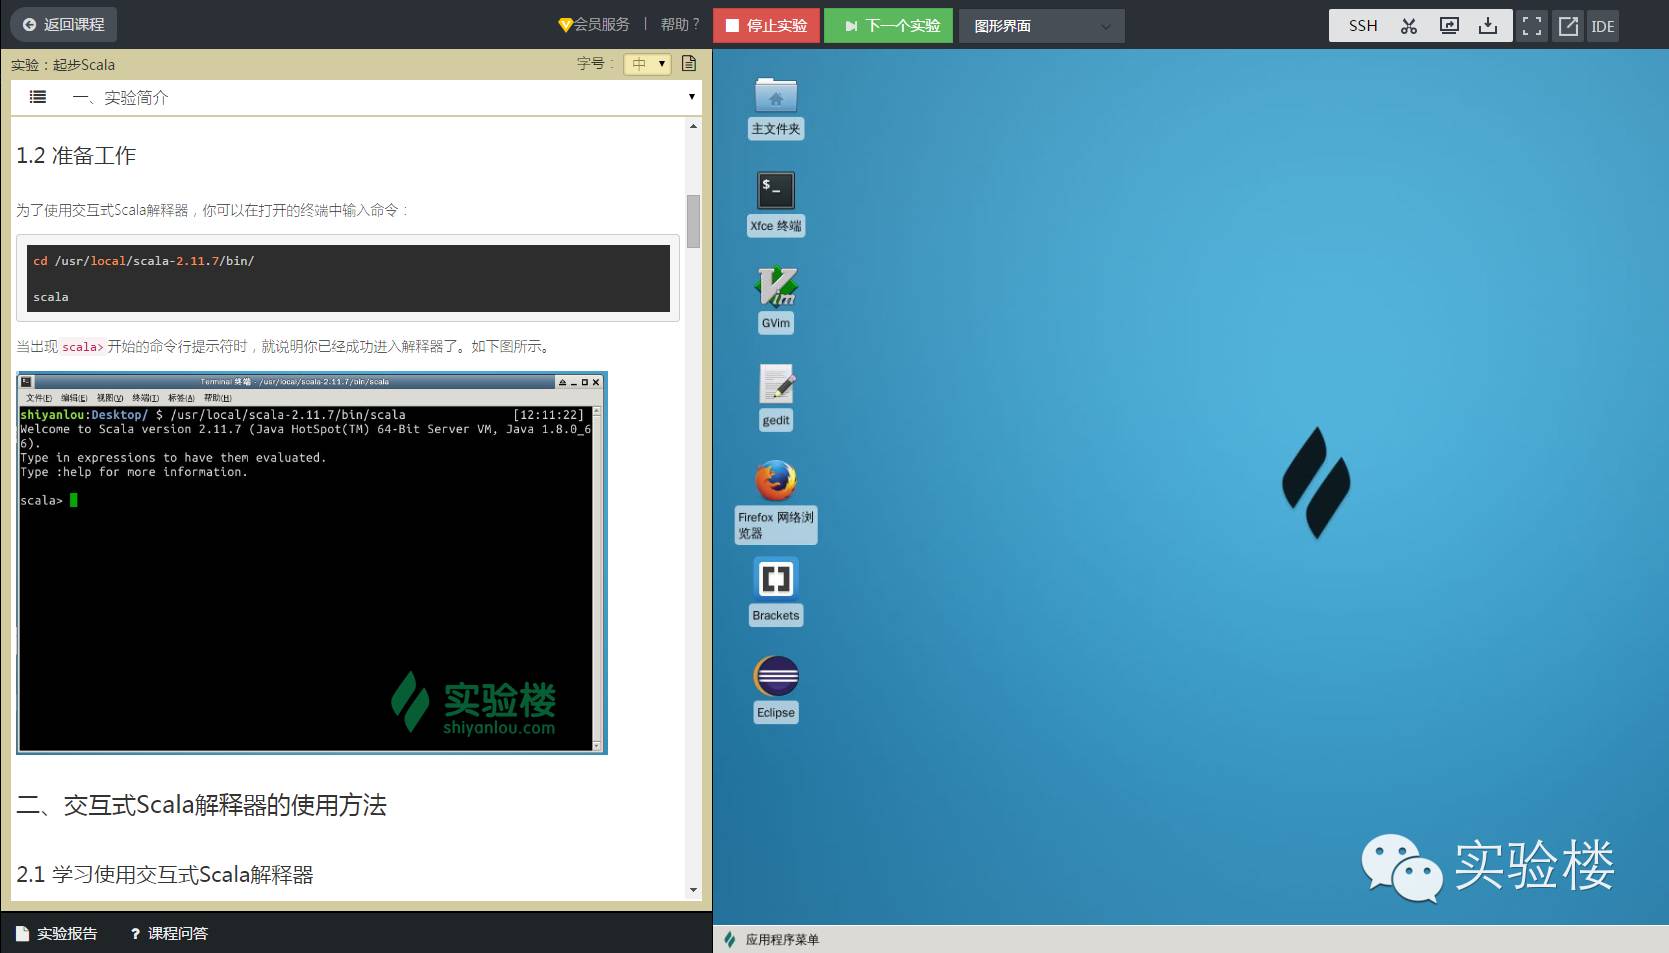 返回课程
会员服务 | 帮助 ?
停止实验
下一个实验
图形界面
SSH
IDE
实验：起步Scala
字号：
中
一、实验简介
1.2 准备工作
为了使用交互式Scala解释器，你可以在打开的终端中输入命令：
cd /usr/local/scala-2.11.7/bin/
scala
当出现 scala> 开始的命令行提示符时，就说明你已经成功进入解释器了。如下图所示。
Terminal 终端 - /usr/local/scala-2.11.7/bin/scala
文件(F) 编辑(E) 视图(V) 终端(T) 标签(A) 帮助(H)
shiyanlou:Desktop/ $ /usr/local/scala-2.11.7/bin/scala [12:11:22]
Welcome to Scala version 2.11.7 (Java HotSpot(TM) 64-Bit Server VM, Java 1.8.0_6
6).
Type in expressions to have them evaluated.
Type :help for more information.
scala>
实验楼
shiyanlou.com
二、交互式Scala解释器的使用方法
2.1 学习使用交互式Scala解释器
实验报告
? 课程问答
主文件夹
$_
Xfce 终端
Vim
GVim
gedit
Firefox 网络浏
览器
Brackets
Eclipse
实验楼
应用程序菜单